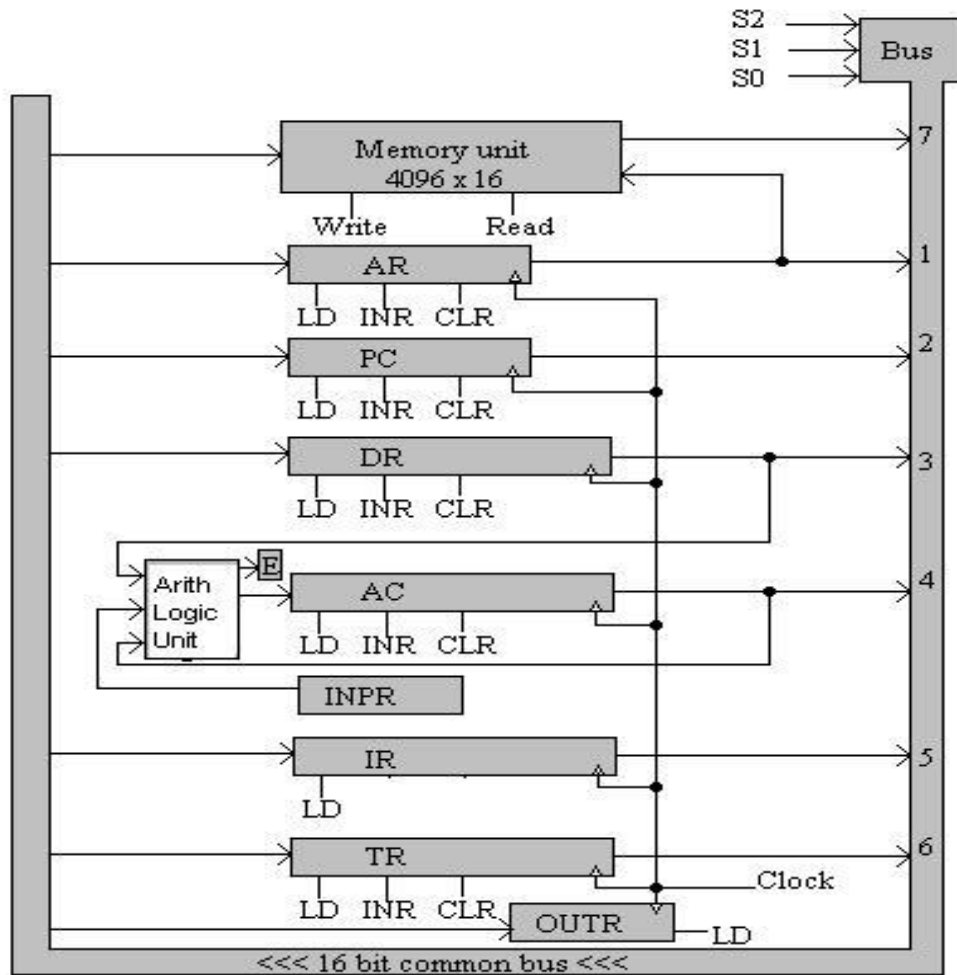 S2
S1
S0
Bus
7
Memory unit
4096 x 16
Write Read
AR
1
LD INR CLR
PC
2
LD INR CLR
DR
3
LD INR CLR
E
Arith
Logic
Unit
AC
4
LD INR CLR
INPR
IR
5
LD
TR
6
LD INR CLR
Clock
OUTR
LD
<<< 16 bit common bus <<<